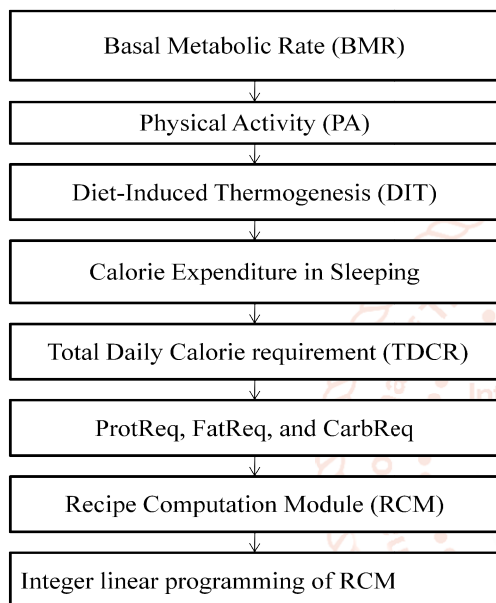 Basal Metabolic Rate (BMR)
Physical Activity (PA)
Diet-Induced Thermogenesis (DIT)
Calorie Expenditure in Sleeping
Total Daily Calorie requirement (TDCR)
ProtReq, FatReq, and CarbReq
Recipe Computation Module (RCM)
Integer linear programming of RCM